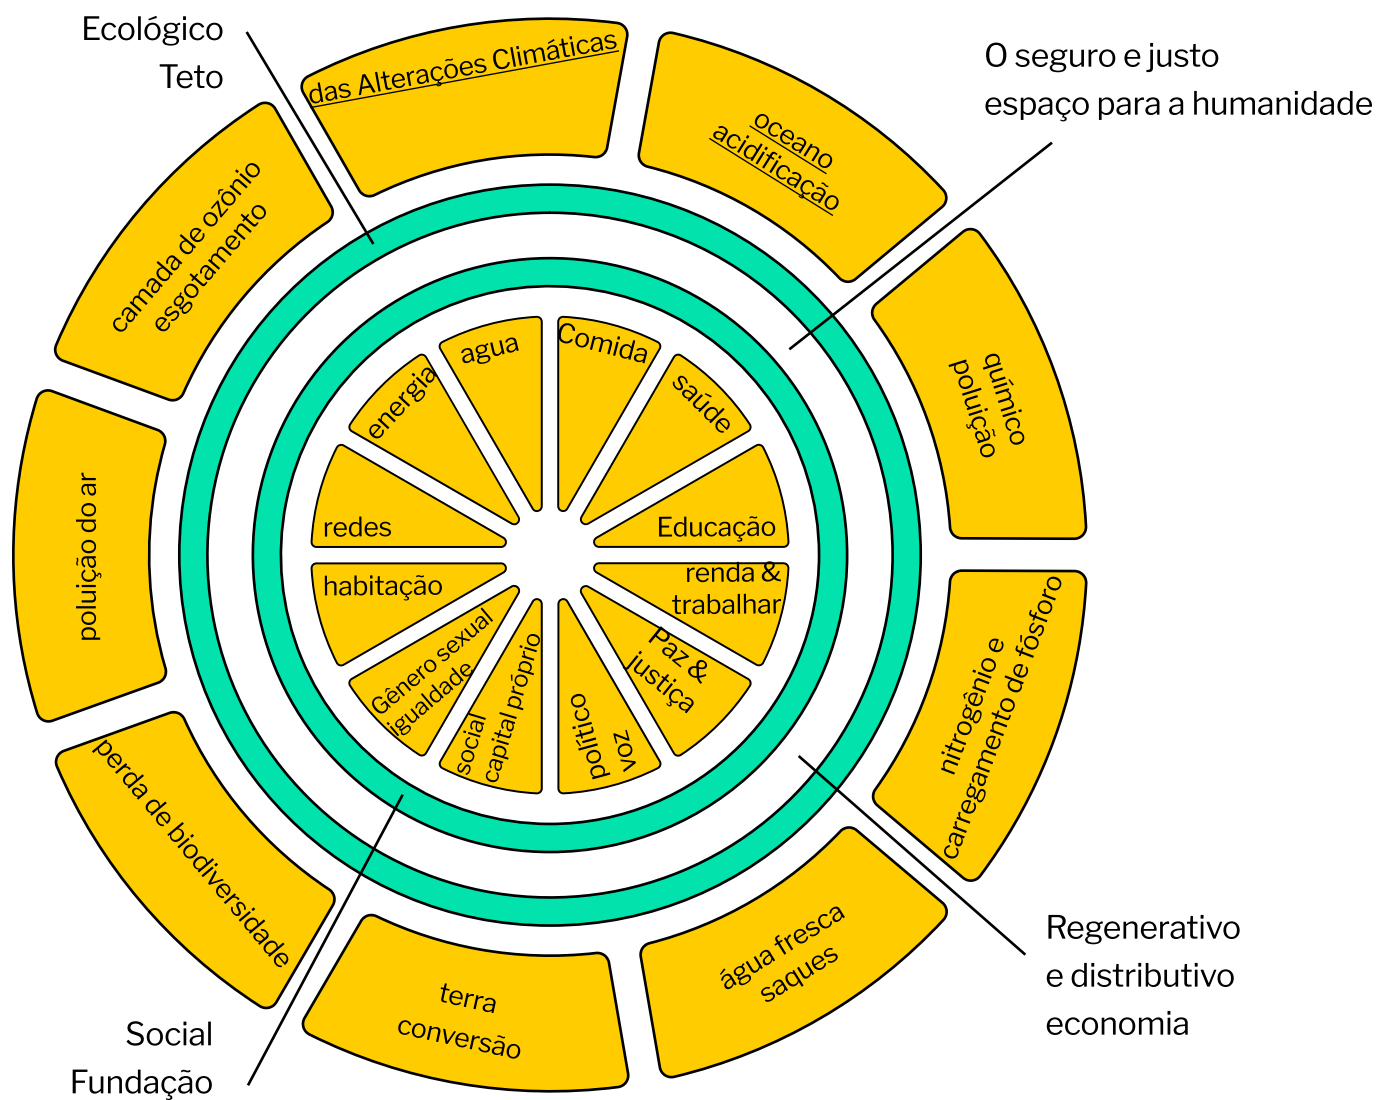 Ecológico
Teto
O seguro e justo
espaço para a humanidade
das Alterações Climáticas
oceano
acidificação
químico
poluição
nitrogênio e
carregamento de fósforo
água fresca
saques
terra
conversão
perda de biodiversidade
poluição do ar
camada de ozônio
esgotamento
agua
Comida
saúde
Educação
renda &
trabalhar
Paz &
justiça
político
voz
social
capital próprio
Gênero sexual
igualdade
habitação
redes
energia
Regenerativo
e distributivo
economia
Social
Fundação